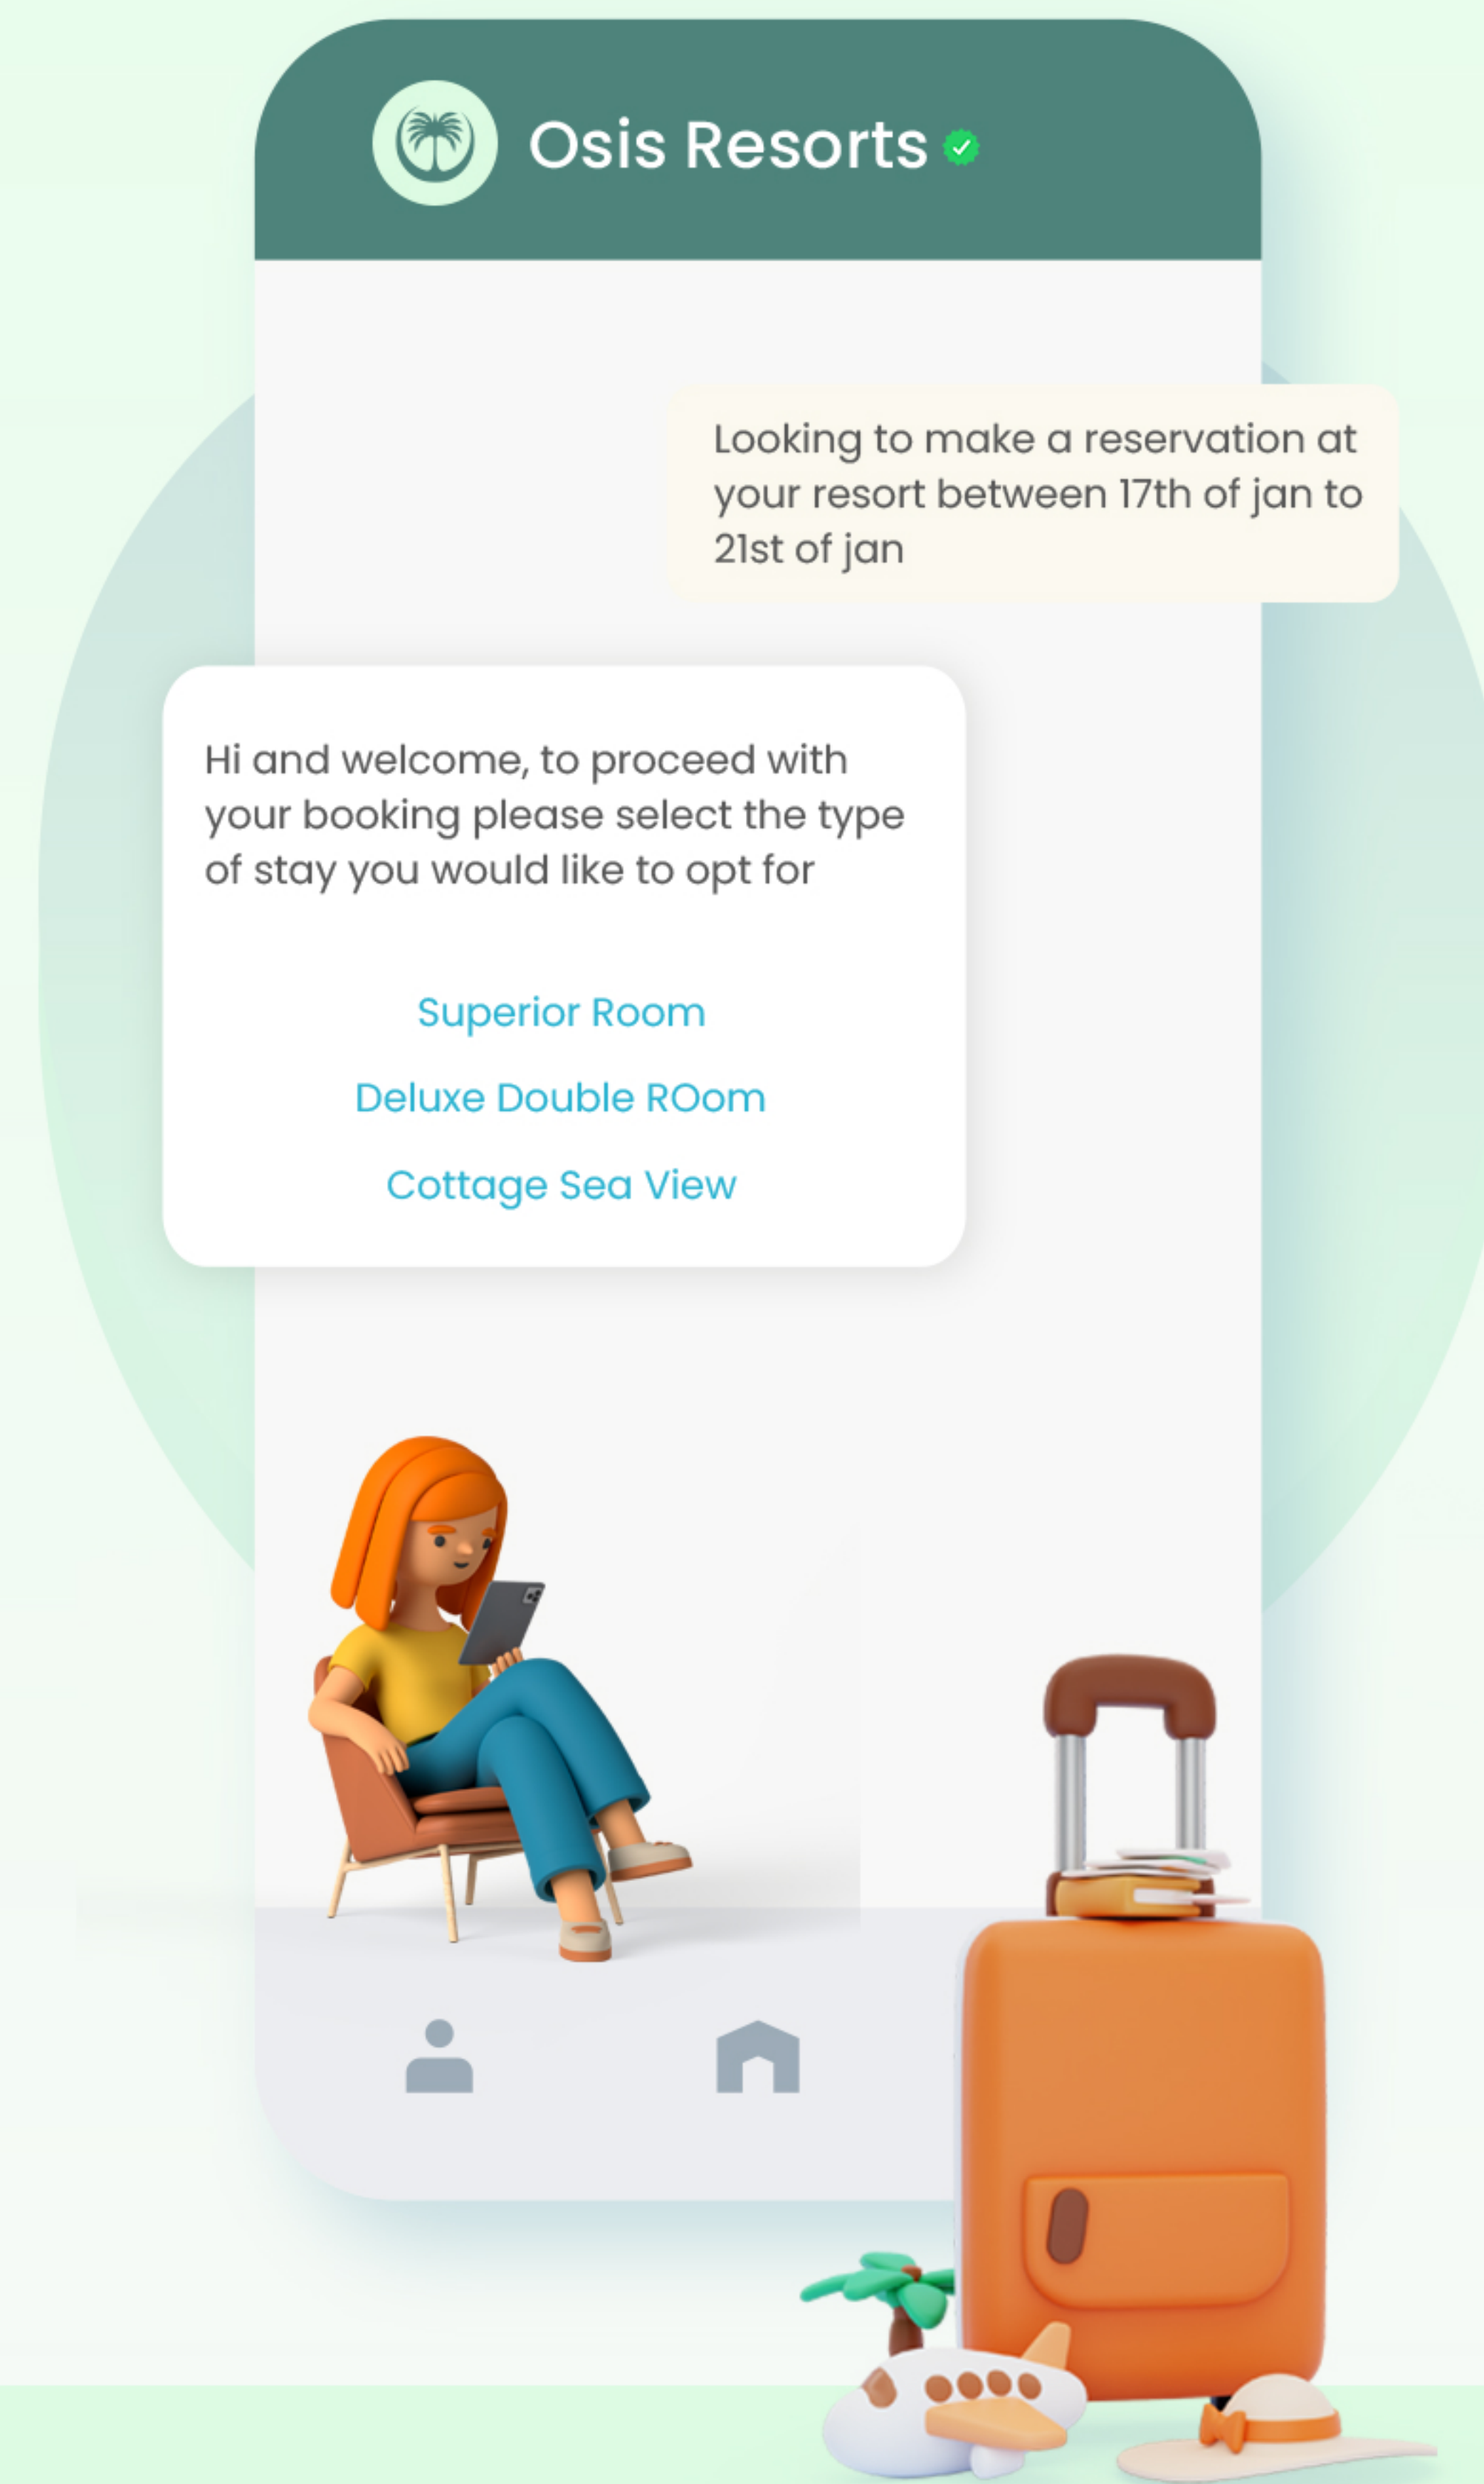 Osis Resorts
Looking to make a reservation at
your resort between 17th of jan to
21st of jan
Hi and welcome, to proceed with
your booking please select the type
of stay you would like to opt for
Superior Room
Deluxe Double ROom
Cottage Sea View